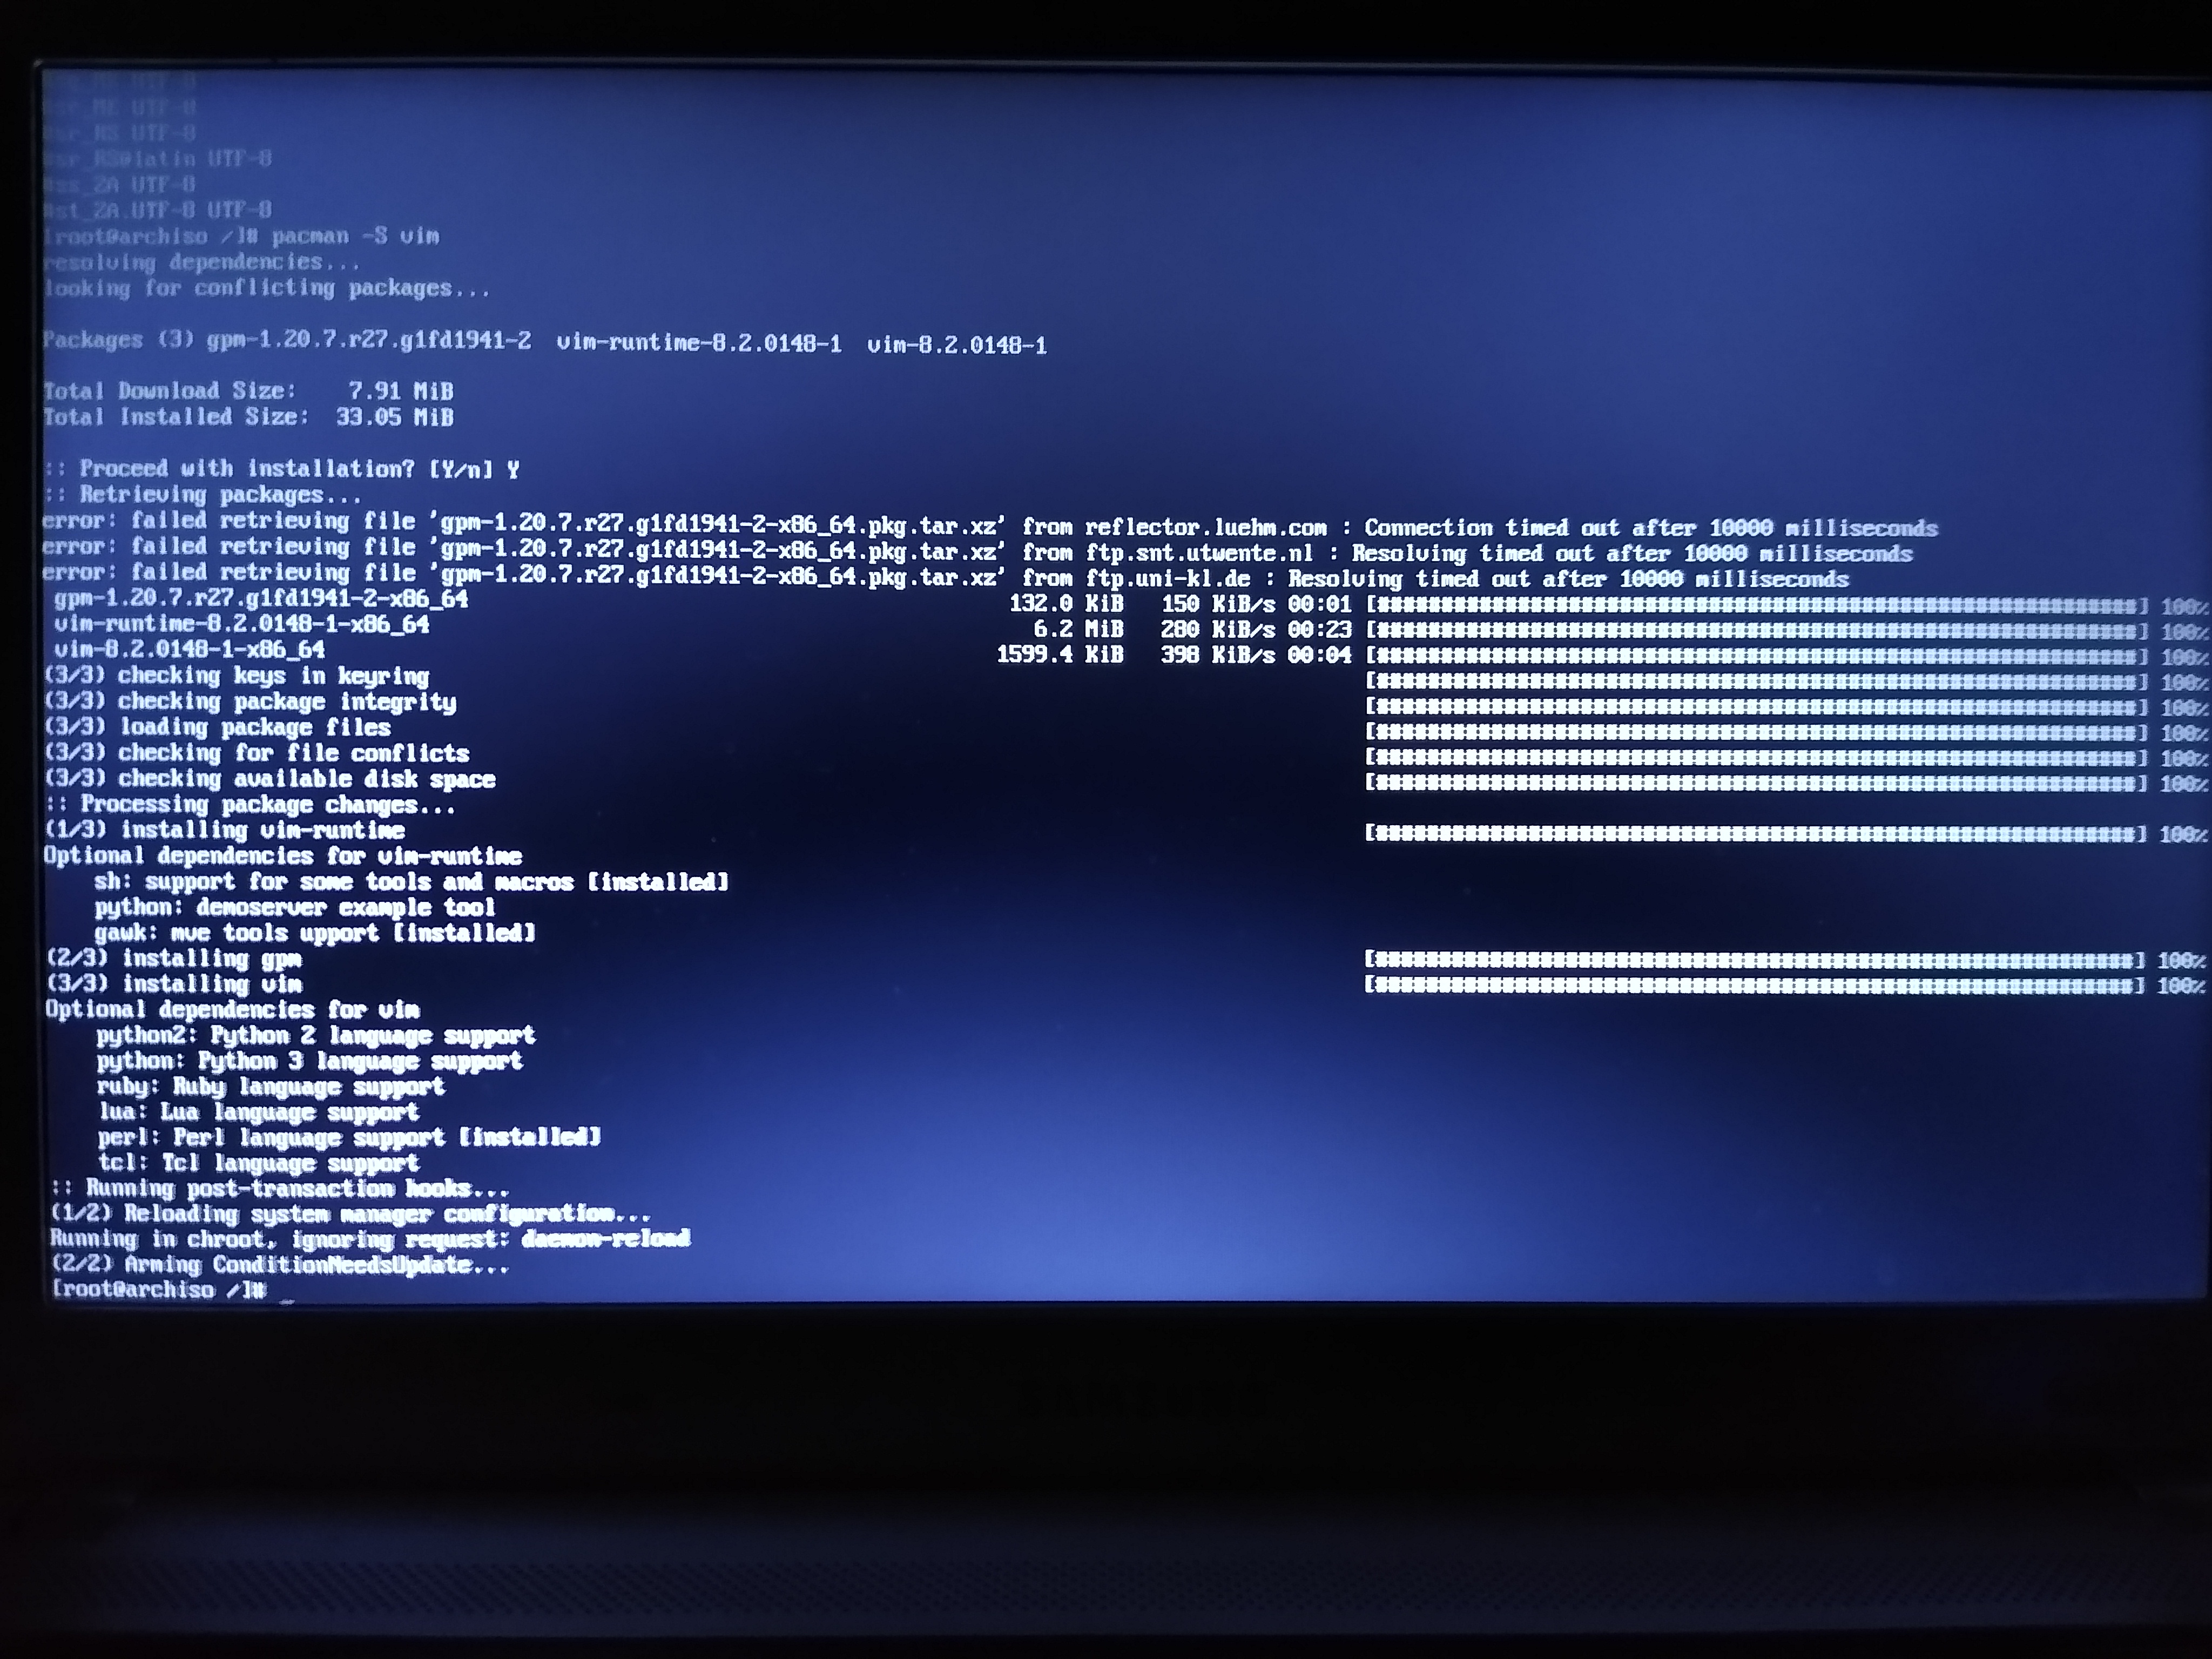 UTF-8
UTF-8
UTF-8
#sr_RS@latin UTF-8
#ss_ZA UTF-8
#st_ZA.UTF-8 UTF-8
[root@archiso /]# pacman -S vim
resolving dependencies...
looking for conflicting packages...
Packages (3) gpm-1.20.7.r27.g1fd1941-2  vim-runtime-8.2.0148-1  vim-8.2.0148-1
Total Download Size:    7.91 MiB
Total Installed Size:  33.05 MiB
:: Proceed with installation? [Y/n] Y
:: Retrieving packages...
error: failed retrieving file 'gpm-1.20.7.r27.g1fd1941-2-x86_64.pkg.tar.xz' from reflector.luehm.com : Connection timed out after 10000 milliseconds
error: failed retrieving file 'gpm-1.20.7.r27.g1fd1941-2-x86_64.pkg.tar.xz' from ftp.snt.utwente.nl : Resolving timed out after 10000 milliseconds
error: failed retrieving file 'gpm-1.20.7.r27.g1fd1941-2-x86_64.pkg.tar.xz' from ftp.uni-kl.de : Resolving timed out after 10000 milliseconds
gpm-1.20.7.r27.g1fd1941-2-x86_64 132.0 KiB 150 KiB/s 00:01 [##############################################################] 100%
vim-runtime-8.2.0148-1-x86_64 6.2 MiB 280 KiB/s 00:23 [##############################################################] 100%
vim-8.2.0148-1-x86_64 1599.4 KiB 398 KiB/s 00:04 [##############################################################] 100%
(3/3) checking keys in keyring [##############################################################] 100%
(3/3) checking package integrity [##############################################################] 100%
(3/3) loading package files [##############################################################] 100%
(3/3) checking for file conflicts [##############################################################] 100%
(3/3) checking available disk space [##############################################################] 100%
:: Processing package changes...
(1/3) installing vim-runtime [##############################################################] 100%
Optional dependencies for vim-runtime
sh: support for some tools and macros [installed]
python: demoserver example tool
gawk: mve tools upport [installed]
(2/3) installing gpm [##############################################################] 100%
(3/3) installing vim [##############################################################] 100%
Optional dependencies for vim
python2: Python 2 language support
python: Python 3 language support
ruby: Ruby language support
lua: Lua language support
perl: Perl language support [installed]
tcl: Tcl language support
:: Running post-transaction hooks...
(1/2) Reloading system manager configuration...
Running in chroot, ignoring request: daemon-reload
(2/2) Arming ConditionNeedsUpdate...
[root@archiso /]# _